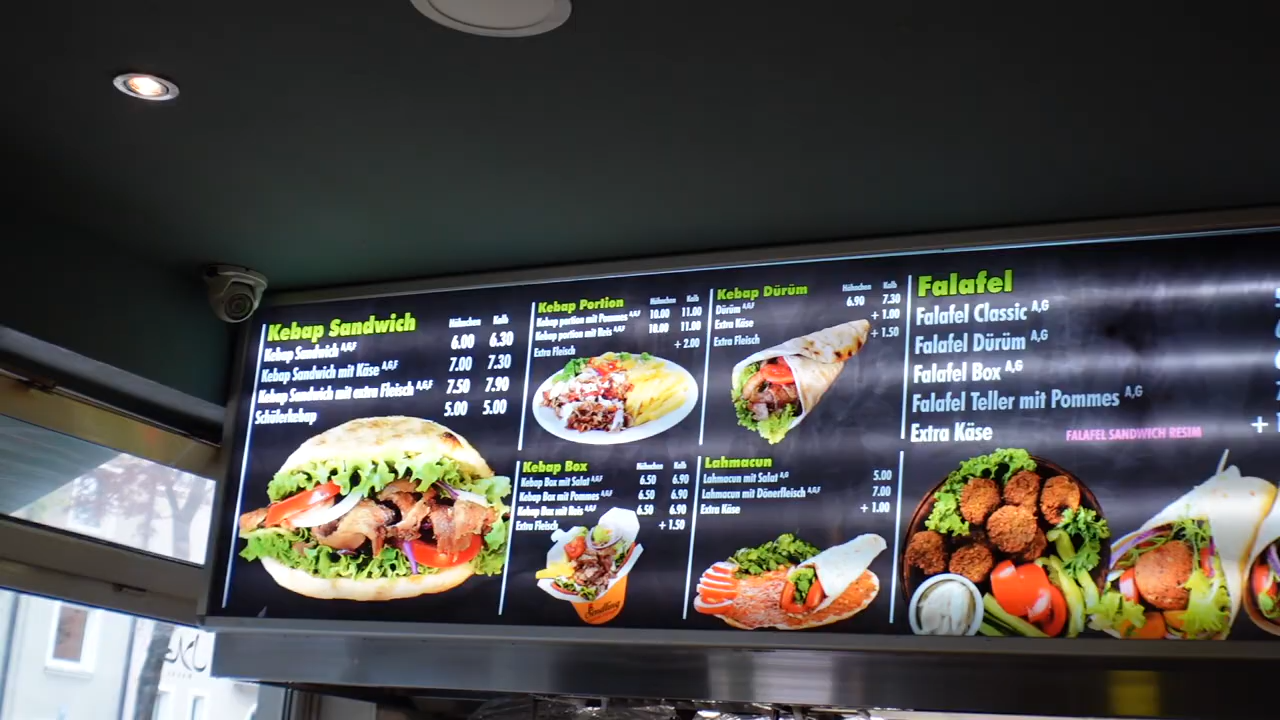 Kebap Sandwich Hühnchen Kalb
Kebap Sandwich A,G,F 6.00 6.30
Kebap Sandwich mit Käse A,G,F 7.00 7.30
Kebap Sandwich mit extra Fleisch A,G,F 7.50 7.90
Schülerkebap 5.00 5.00
Kebap Portion Hühnchen Kalb
Kebap portion mit Pommes A,G,F 10.00 11.00
Kebap portion mit Reis A,G,F 10.00 11.00
Extra Fleisch + 2.00
Kebap Box Hühnchen Kalb
Kebap Box mit Salat A,G,F 6.50 6.90
Kebap Box mit Pommes A,G,F 6.50 6.90
Kebap Box mit Reis A,G,F 6.50 6.90
Extra Fleisch + 1.50
Kebap Dürüm Hühnchen Kalb
Dürüm A,G,F 6.90 7.30
Extra Käse + 1.00
Extra Fleisch + 1.50
Lahmacun
Lahmacun mit Salat A,G 5.00
Lahmacun mit Dönerfleisch A,G,F 7.00
Extra Käse + 1.00
Falafel
Falafel Classic A,G
Falafel Dürüm A,G
Falafel Box A,G
Falafel Teller mit Pommes A,G
Extra Käse +
FALAFEL SANDWICH RESIM